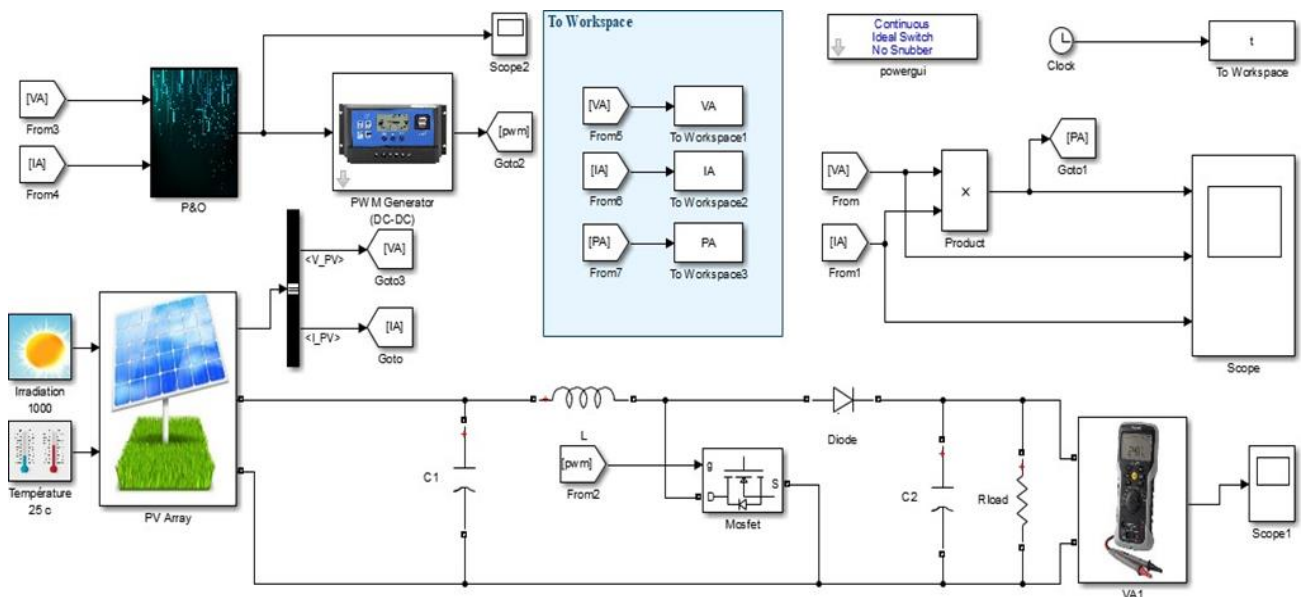 To Workspace
Continuous
Ideal Switch
No Snubber
powergui
Clock
t
To Workspace
Scope2
[VA]
From3
[IA]
From4
P&O
PWM Generator
(DC-DC)
[pwm]
Goto2
[VA]
From5
VA
To Workspace1
[IA]
From6
IA
To Workspace2
[PA]
From7
PA
To Workspace3
[VA]
From
[IA]
From1
X
Product
[PA]
Goto1
Scope
<V_PV>
[VA]
Goto3
<I_PV>
[IA]
Goto
Irradiation
1000
Température
25 c
PV Array
C1
L
[pwm]
From2
g
D
S
Mosfet
Diode
C2
Rload
VA1
Scope1